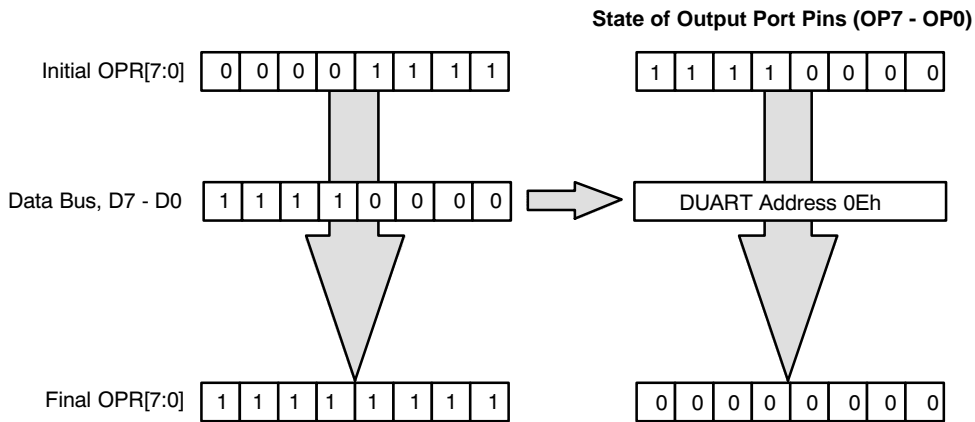 State of Output Port Pins (OP7 - OP0)
Initial OPR[7:0] 0 0 0 0 1 1 1 1 1 1 1 1 0 0 0 0
Data Bus, D7 - D0 1 1 1 1 0 0 0 0 DUART Address 0Eh
Final OPR[7:0] 1 1 1 1 1 1 1 1 0 0 0 0 0 0 0 0